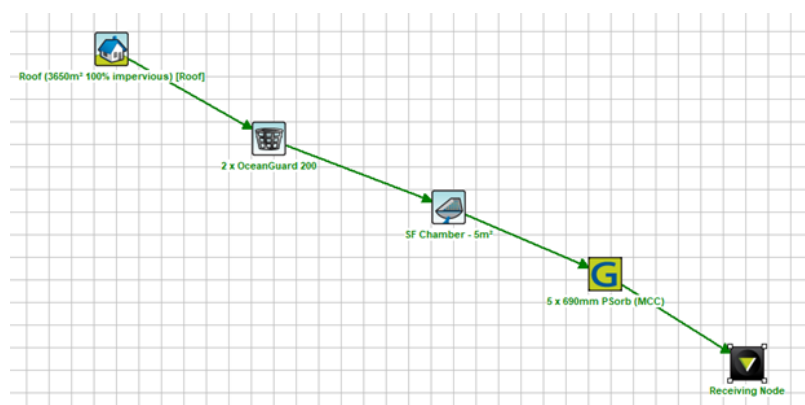 Roof (3650m² 100% impervious) [Roof]
2 x OceanGuard 200
SF Chamber - 5m²
G
5 x 690mm PSorb (MCC)
Receiving Node